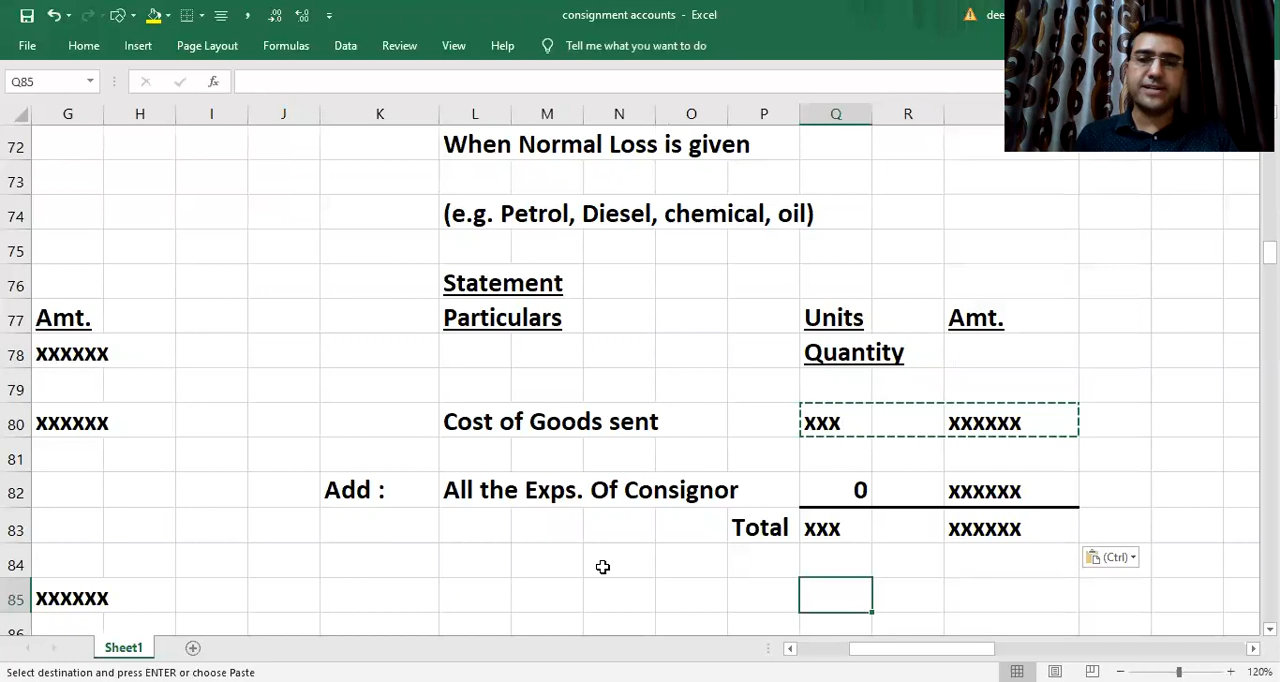 consignment accounts - Excel
dee
File Home Insert Page Layout Formulas Data Review View Help Tell me what you want to do
Q85 fx
G H I J K L M N O P Q R
72 When Normal Loss is given
73
74 (e.g. Petrol, Diesel, chemical, oil)
75
76 Statement
77 Amt. Particulars Units Amt.
78 xxxxxx Quantity
79
80 xxxxxx Cost of Goods sent xxx xxxxxx
81
82 Add : All the Exps. Of Consignor 0 xxxxxx
83 Total xxx xxxxxx
84 (Ctrl)
85 xxxxxx
86
Sheet1
Select destination and press ENTER or choose Paste 120%